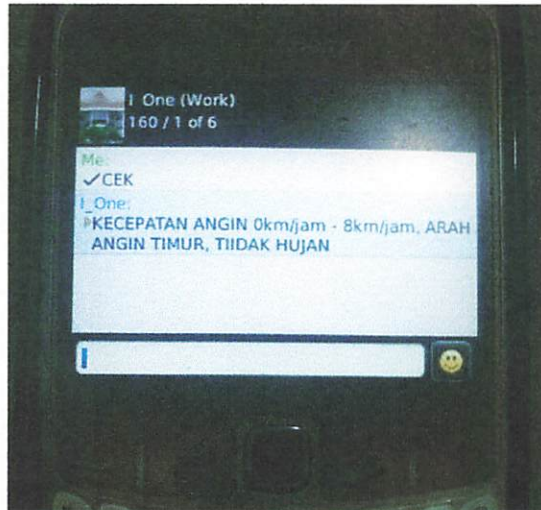 I_One (Work)
160 / 1 of 6
Me:
✓CEK
I_One:
KECEPATAN ANGIN 0km/jam - 8km/jam, ARAH
ANGIN TIMUR, TIIDAK HUJAN